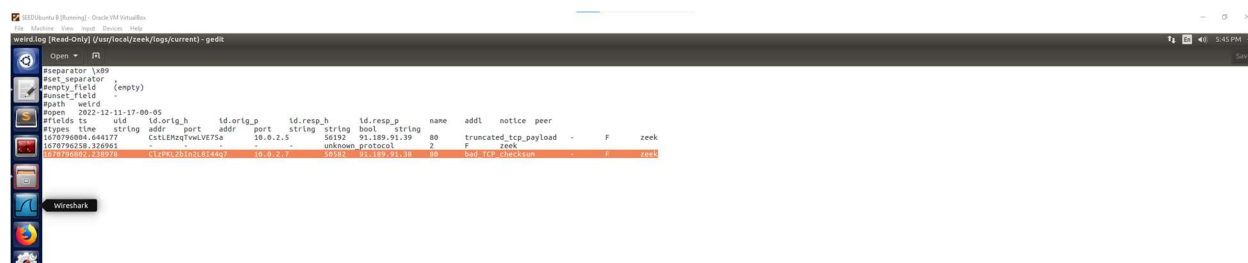 SEEDUbuntu B [Running] - Oracle VM VirtualBox
File Machine View Input Devices Help
weird.log [Read-Only] (/usr/local/zeek/logs/current) - gedit
En 5:45 PM
Open Sav
#separator \x09
#set_separator ,
#empty_field (empty)
#unset_field -
#path weird
#open 2022-12-11-17-00-05
#fields ts uid id.orig_h id.orig_p id.resp_h id.resp_p name addl notice peer
#types time string addr port addr port string string bool string
1670796004.644177 CstLEMzqTvwLVE7Sa 10.0.2.5 56192 91.189.91.39 80 truncated_tcp_payload - F zeek
1670796258.326961 - - - - - unknown_protocol 2 F zeek
1670796802.238978 ClzPKL2bIn2L8I44q7 10.0.2.7 50582 91.189.91.39 80 bad_TCP_checksum - F zeek
Wireshark